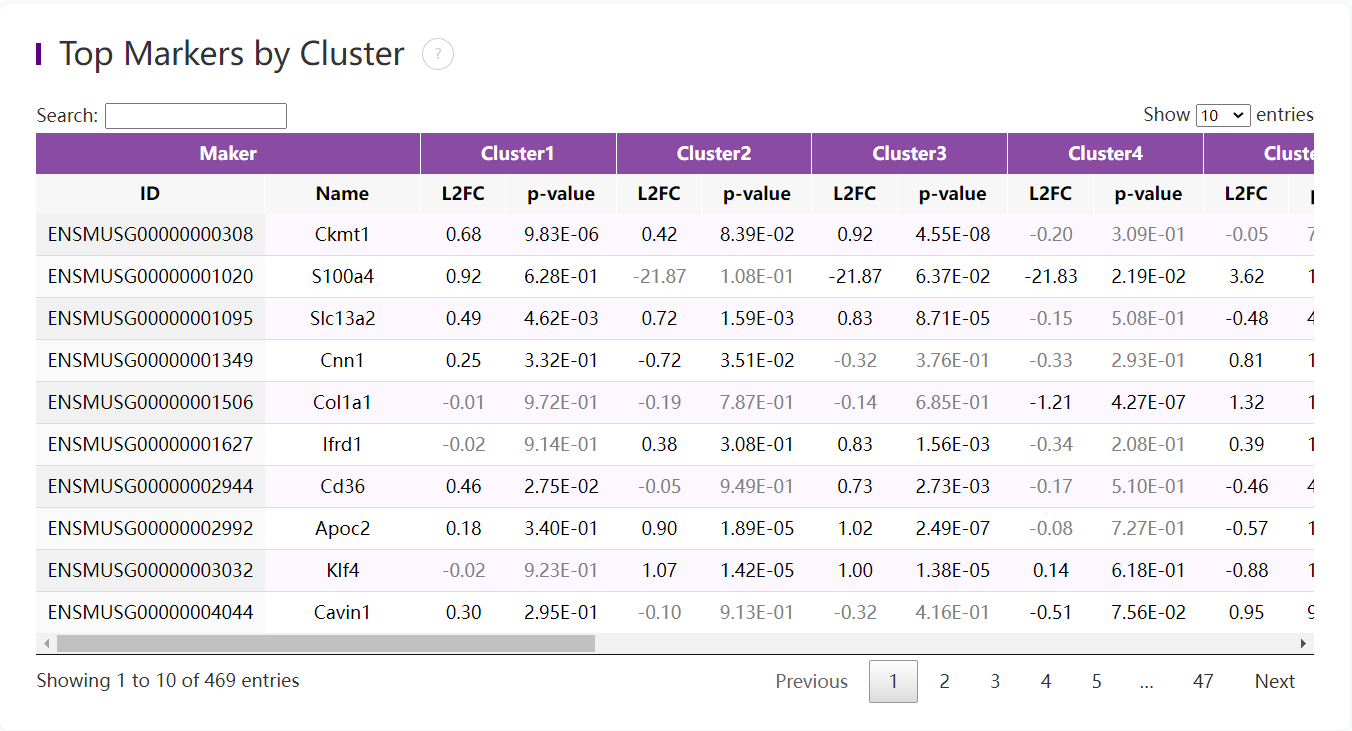 Top Markers by Cluster ?
Search: Show 10 entries
Maker Cluster1 Cluster2 Cluster3 Cluster4 Cluste
ID Name L2FC p-value L2FC p-value L2FC p-value L2FC p-value L2FC
ENSMUSG00000000308 Ckmt1 0.68 9.83E-06 0.42 8.39E-02 0.92 4.55E-08 -0.20 3.09E-01 -0.05 7
ENSMUSG00000001020 S100a4 0.92 6.28E-01 -21.87 1.08E-01 -21.87 6.37E-02 -21.83 2.19E-02 3.62 1
ENSMUSG00000001095 Slc13a2 0.49 4.62E-03 0.72 1.59E-03 0.83 8.71E-05 -0.15 5.08E-01 -0.48 4
ENSMUSG00000001349 Cnn1 0.25 3.32E-01 -0.72 3.51E-02 -0.32 3.76E-01 -0.33 2.93E-01 0.81 1
ENSMUSG00000001506 Col1a1 -0.01 9.72E-01 -0.19 7.87E-01 -0.14 6.85E-01 -1.21 4.27E-07 1.32 1
ENSMUSG00000001627 Ifrd1 -0.02 9.14E-01 0.38 3.08E-01 0.83 1.56E-03 -0.34 2.08E-01 0.39 1
ENSMUSG00000002944 Cd36 0.46 2.75E-02 -0.05 9.49E-01 0.73 2.73E-03 -0.17 5.10E-01 -0.46 4
ENSMUSG00000002992 Apoc2 0.18 3.40E-01 0.90 1.89E-05 1.02 2.49E-07 -0.08 7.27E-01 -0.57 1
ENSMUSG00000003032 Klf4 -0.02 9.23E-01 1.07 1.42E-05 1.00 1.38E-05 0.14 6.18E-01 -0.88 1
ENSMUSG00000004044 Cavin1 0.30 2.95E-01 -0.10 9.13E-01 -0.32 4.16E-01 -0.51 7.56E-02 0.95 9
Showing 1 to 10 of 469 entries Previous 1 2 3 4 5 ... 47 Next